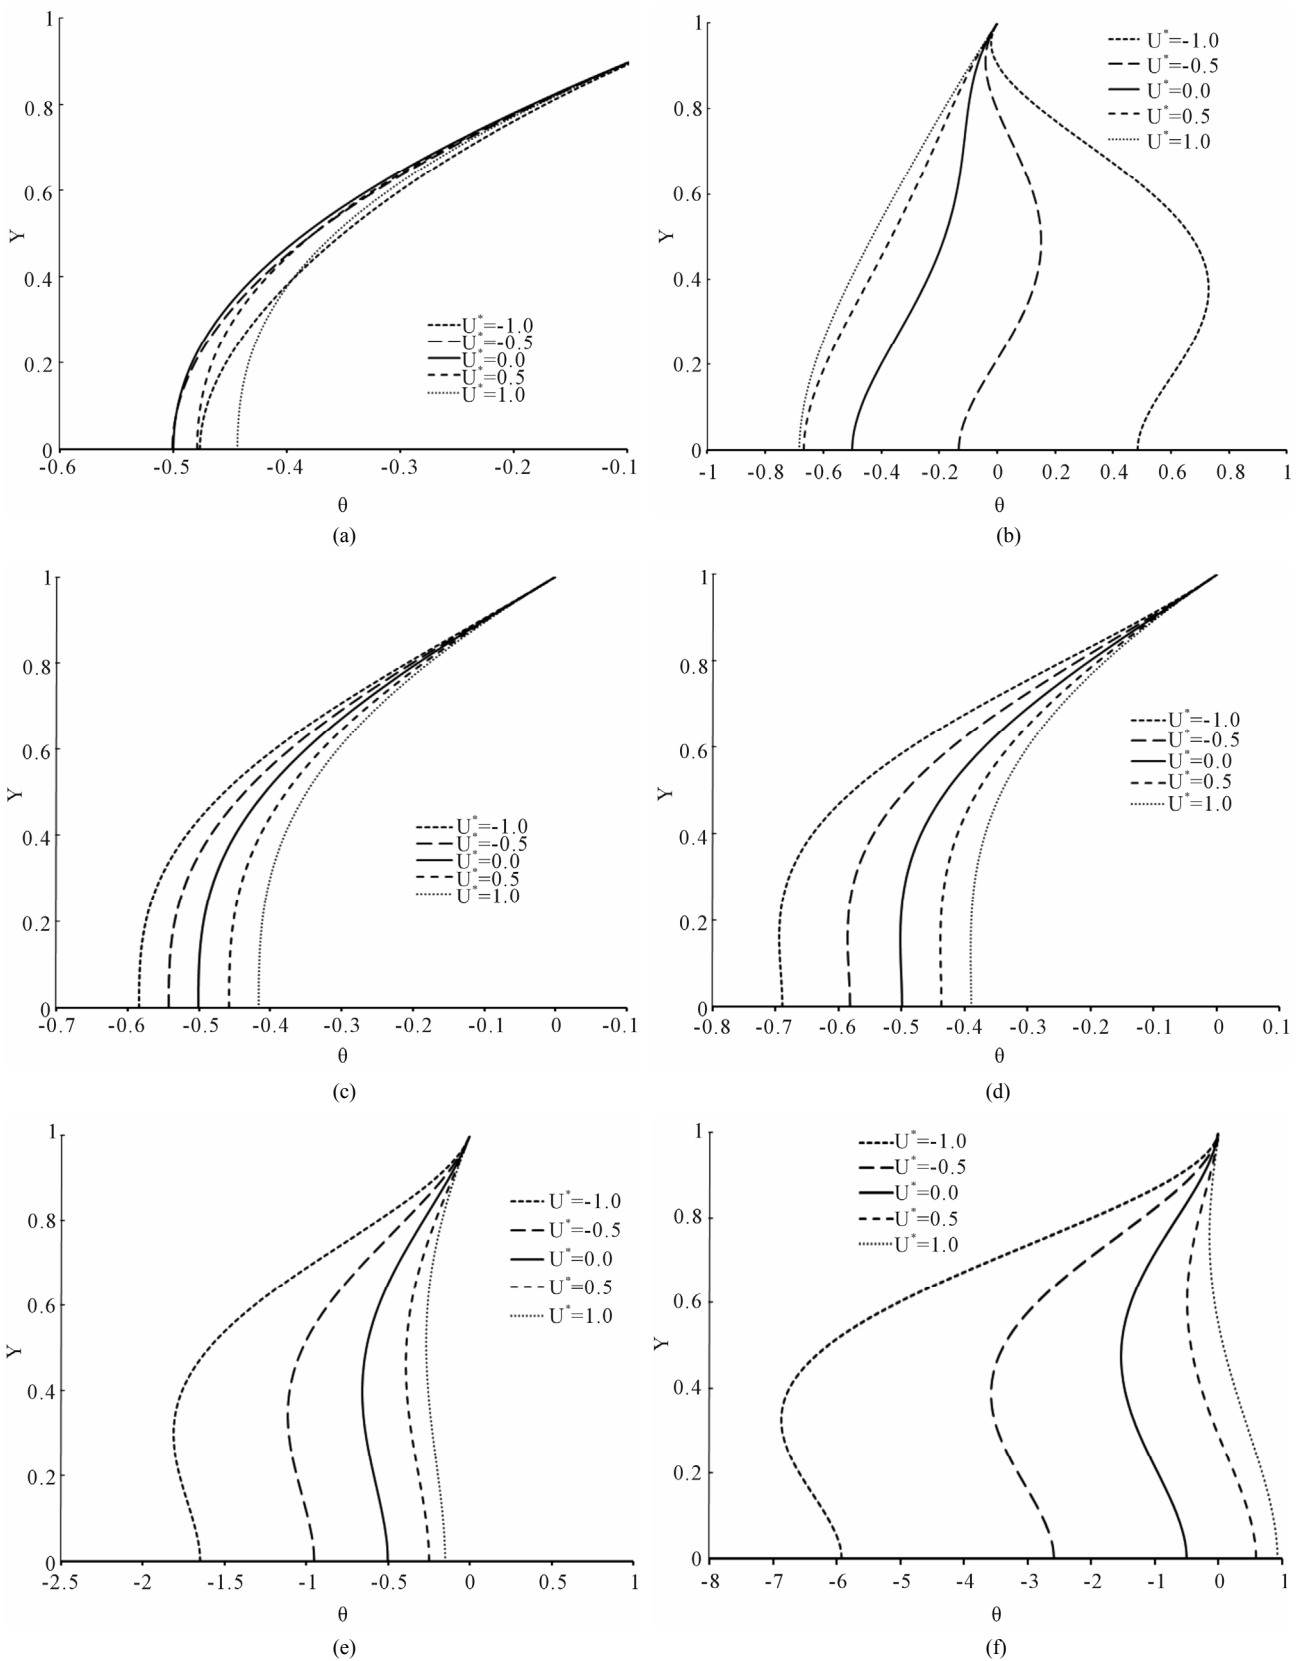 1
0.8
0.6
Y
0.4
0.2
0
U*=-1.0
U*=-0.5
U*=0.0
U*=0.5
U*=1.0
-0.6 -0.5 -0.4 -0.3 -0.2 -0.1
θ
(a)
1
0.8
0.6
Y
0.4
0.2
0
U*=-1.0
U*=-0.5
U*=0.0
U*=0.5
U*=1.0
-1 -0.8 -0.6 -0.4 -0.2 0 0.2 0.4 0.6 0.8 1
θ
(b)
1
0.8
0.6
Y
0.4
0.2
0
U*=-1.0
U*=-0.5
U*=0.0
U*=0.5
U*=1.0
-0.7 -0.6 -0.5 -0.4 -0.3 -0.2 -0.1 0 -0.1
θ
(c)
1
0.8
0.6
Y
0.4
0.2
0
U*=-1.0
U*=-0.5
U*=0.0
U*=0.5
U*=1.0
-0.8 -0.7 -0.6 -0.5 -0.4 -0.3 -0.2 -0.1 0 0.1
θ
(d)
1
0.8
0.6
Y
0.4
0.2
0
U*=-1.0
U*=-0.5
U*=0.0
U*=0.5
U*=1.0
-2.5 -2 -1.5 -1 -0.5 0 0.5 1
θ
(e)
1
0.8
0.6
Y
0.4
0.2
0
U*=-1.0
U*=-0.5
U*=0.0
U*=0.5
U*=1.0
-8 -7 -6 -5 -4 -3 -2 -1 0 1
θ
(f)